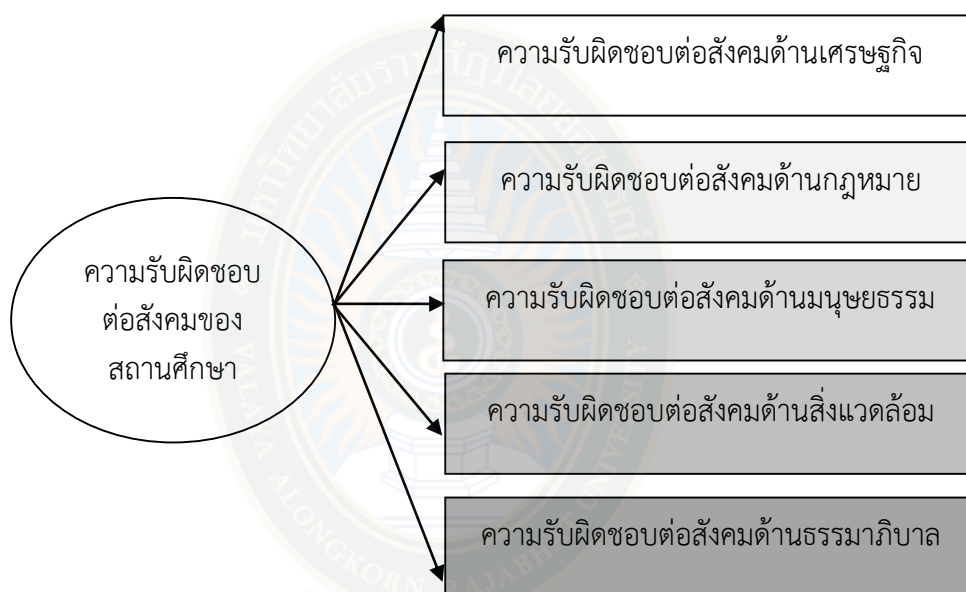 ความรับผิดชอบต่อสังคมด้านเศรษฐกิจ
ความรับผิดชอบต่อสังคมด้านกฎหมาย
ความรับผิดชอบ
ต่อสังคมของ
สถานศึกษา
ความรับผิดชอบต่อสังคมด้านมนุษยธรรม
ความรับผิดชอบต่อสังคมด้านสิ่งแวดล้อม
ความรับผิดชอบต่อสังคมด้านธรรมาภิบาล
VALAYA ALONGKORN RAJABHAT UNIVERSITY